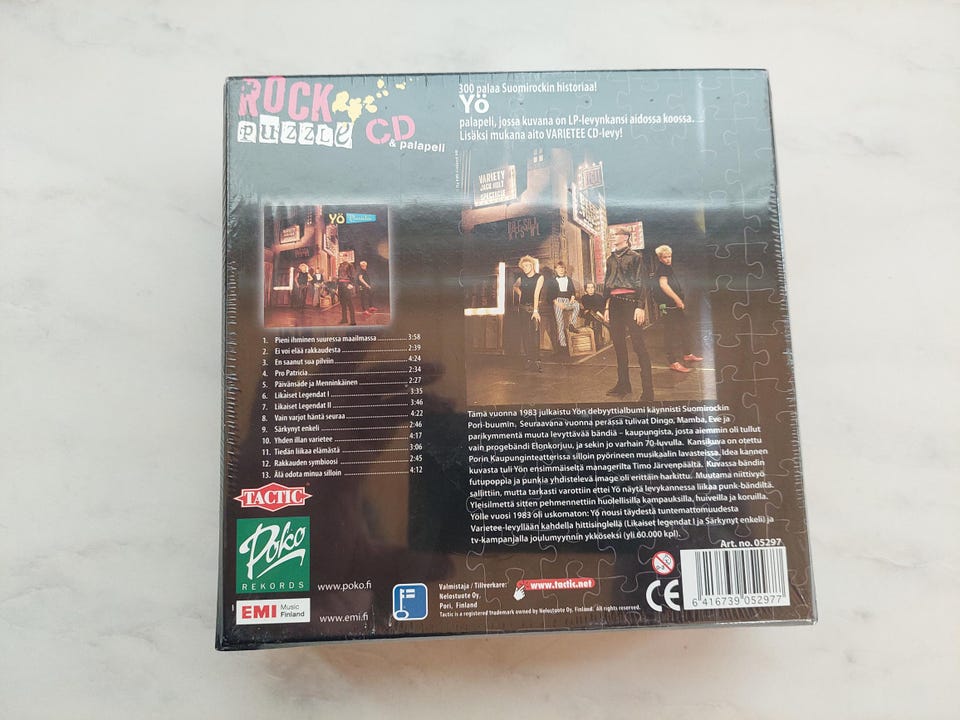 ROCK
puzzle
CD
& palapeli
300 palaa Suomirockin historiaa!
Yö
palapeli, jossa kuvana on LP-levynkansi aidossa koossa.
Lisäksi mukana aito VARIETEE CD-levy!
VARIETY
JACK HOLT
SPECTACLE
Yö
Varietee
1. Pieni ihminen suuressa maailmassa 3:58
2. Ei voi elää rakkaudesta 2:39
3. En saanut sua pilviin 4:24
4. Pro Patricia 2:34
5. Päivänsäde ja Menninkäinen 2:27
6. Likaiset Legendat I 3:35
7. Likaiset Legendat II 3:46
8. Vain varjot häntä seuraa 4:22
9. Särkynyt enkeli 2:46
10. Yhden illan varietee 4:17
11. Tiedän liikaa elämästä 3:06
12. Rakkauden symbioosi 2:45
13. Älä odota minua silloin 4:12
Tämä vuonna 1983 julkaistu Yön debyyttialbumi käynnisti Suomirockin
Pori-buumin. Seuraavana vuonna perässä tulivat Dingo, Mamba, Eve ja
parikymmentä muuta levyttävää bändiä – kaupungista, josta aiemmin oli tullut
vain progebändi Elonkorjuu, ja sekin jo varhain 70-luvulla. Kansikuva on otettu
Porin Kaupunginteatterissa silloin pyörineen musikaalin lavasteissa. Idea kannen
kuvasta tuli Yön ensimmäiseltä managerilta Timo Järvenpäältä. Kuvassa bändin
futupoppia ja punkia yhdistelevä image oli erittäin harkittu. Muutama niittivyö
sallittiin, mutta tarkasti varottiin ettei Yö näytä levykannessa liikaa punk-bändiltä.
Yleisilmettä sitten pehmennettiin huolellisilla kampauksilla, huiveilla ja koruilla.
Yölle vuosi 1983 oli uskomaton: Yö nousi täydestä tuntemattomuudesta
Varietee-levyllään kahdella hittisinglellä (Likaiset legendat I ja Särkynyt enkeli) ja
tv-kampanjalla joulumyynnin ykköseksi (yli 60.000 kpl).
TACTIC
Poko
REKORDS
www.poko.fi
EMI Music
Finland
www.emi.fi
Valmistaja / Tillverkare:
Nelostuote Oy.
Pori, Finland
Tactic is a registered trademark owned by Nelostuote Oy, Finland. All rights reserved.
www.tactic.net
0-3
CE
Art. no. 05297
6 416739 052977